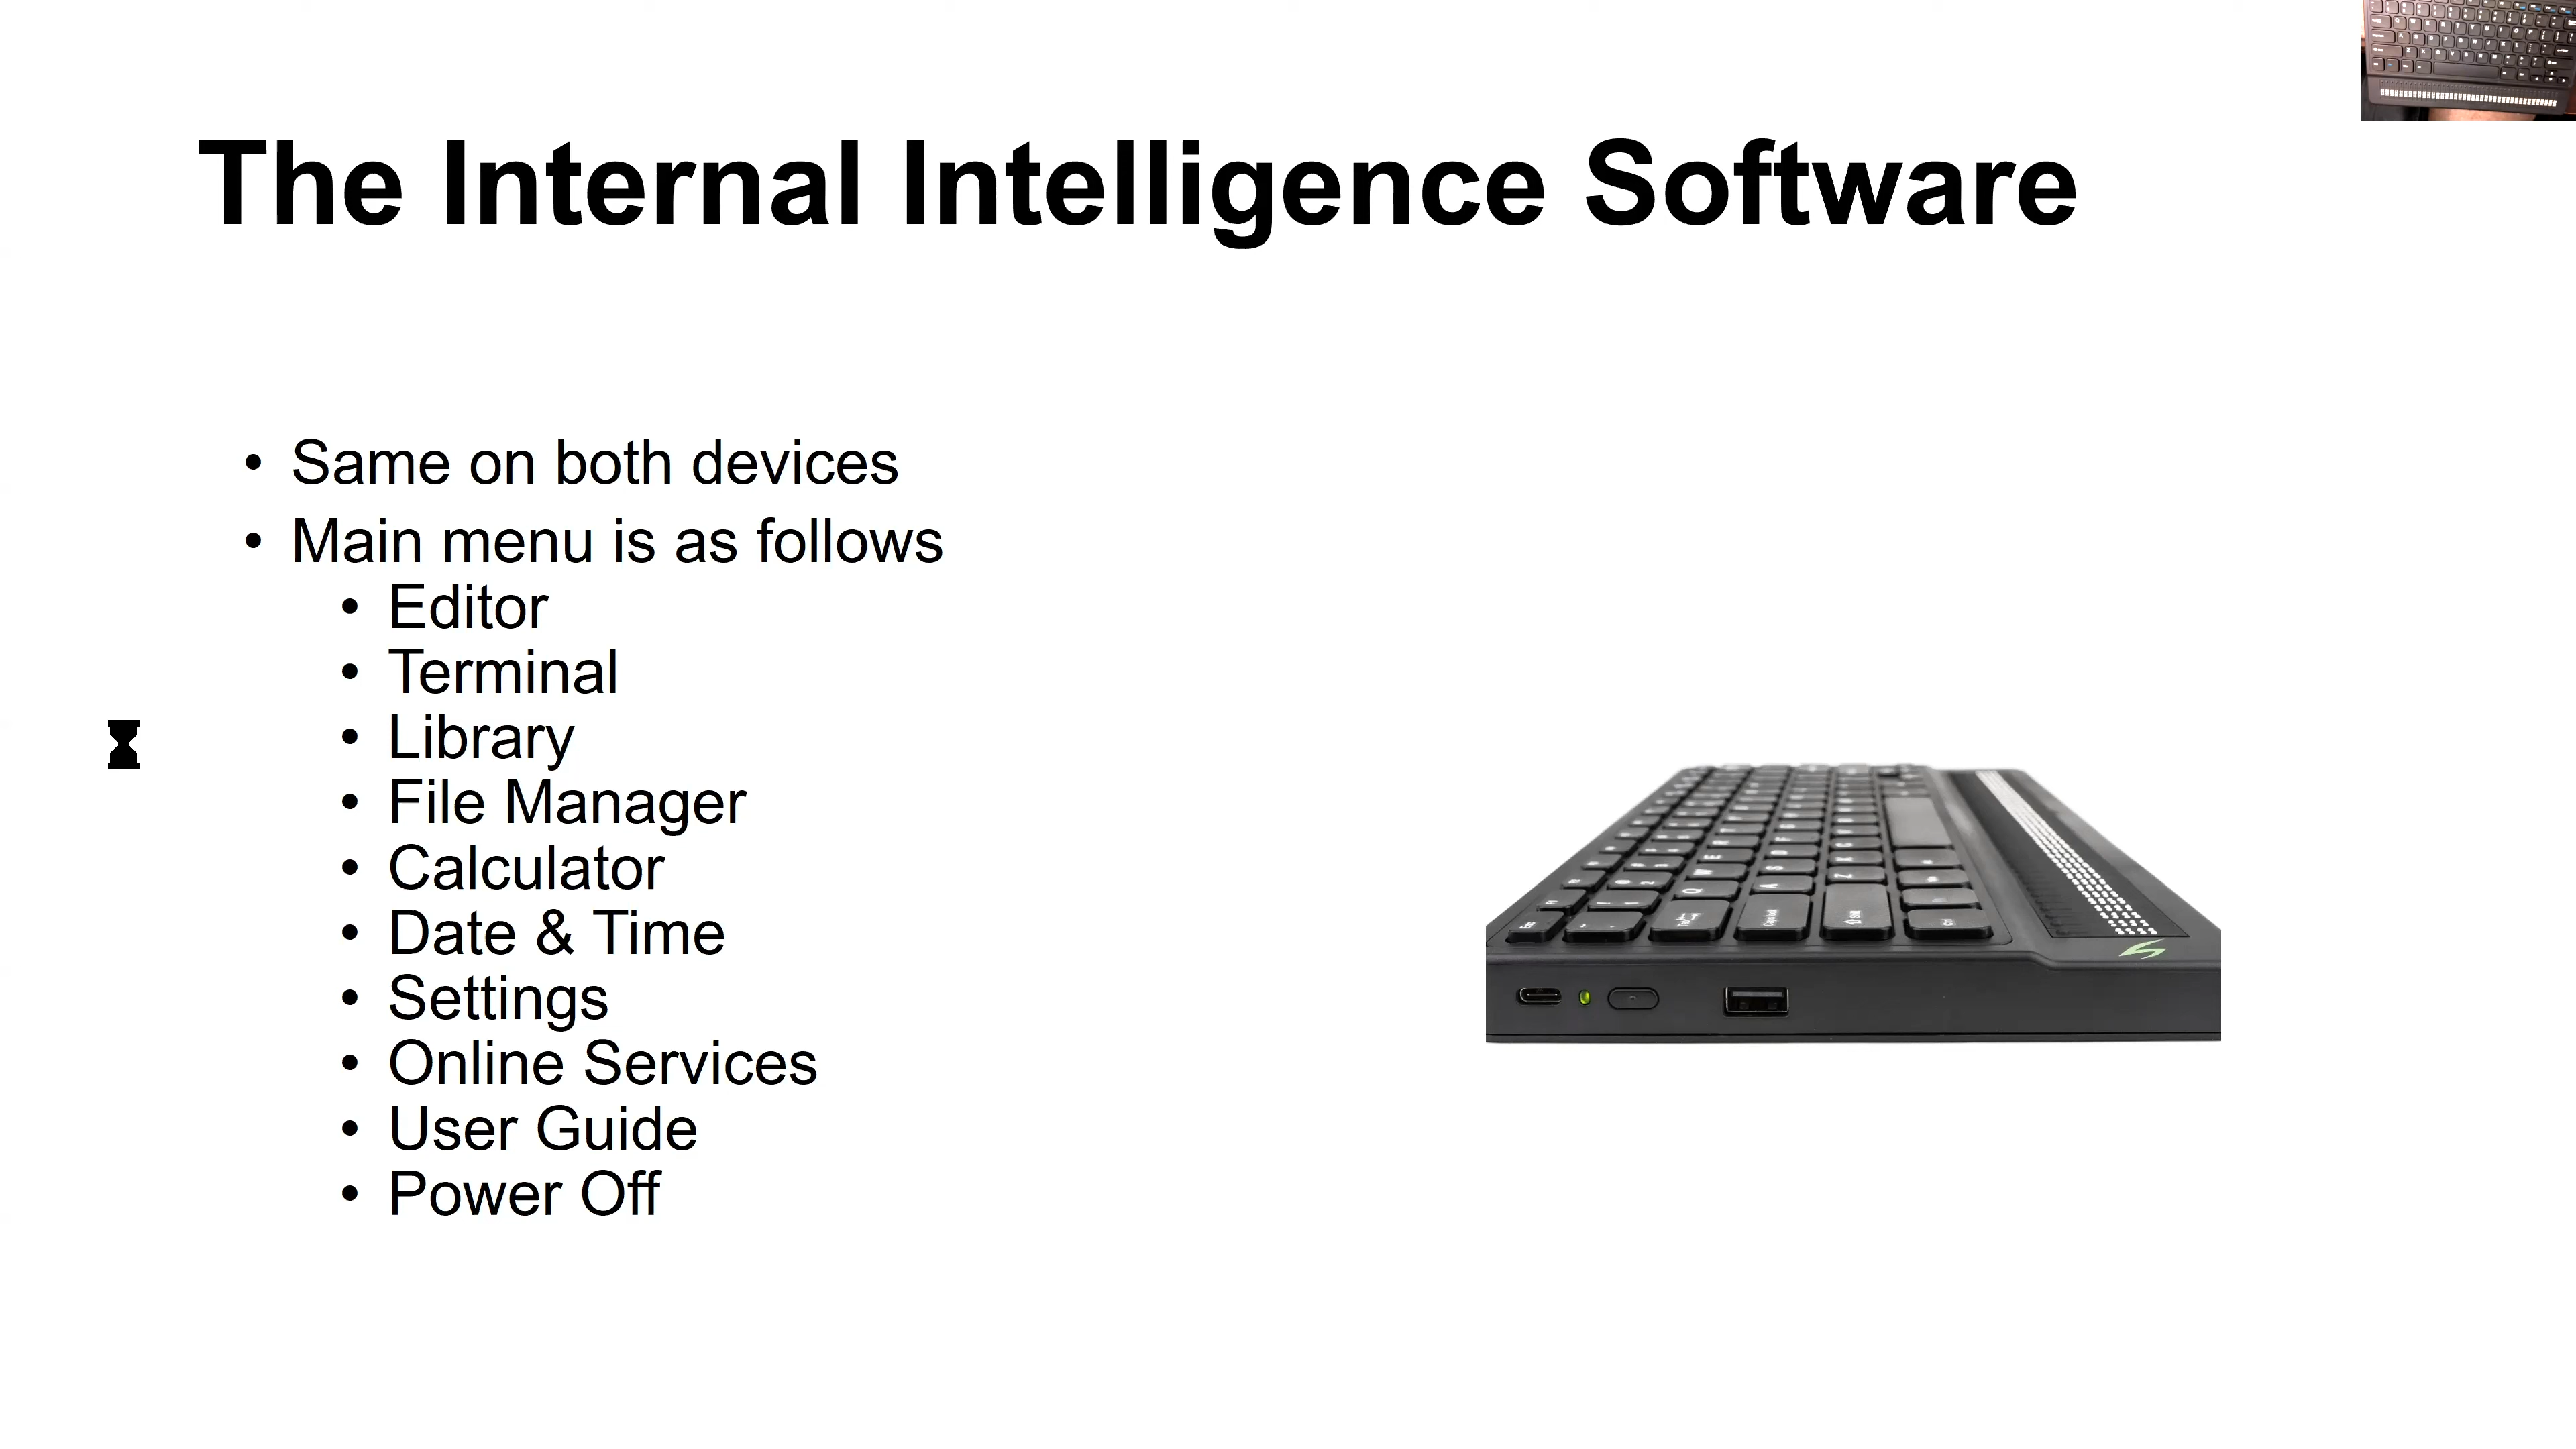 The Internal Intelligence Software
• Same on both devices
• Main menu is as follows
• Editor
• Terminal
• Library
• File Manager
• Calculator
• Date & Time
• Settings
• Online Services
• User Guide
• Power Off